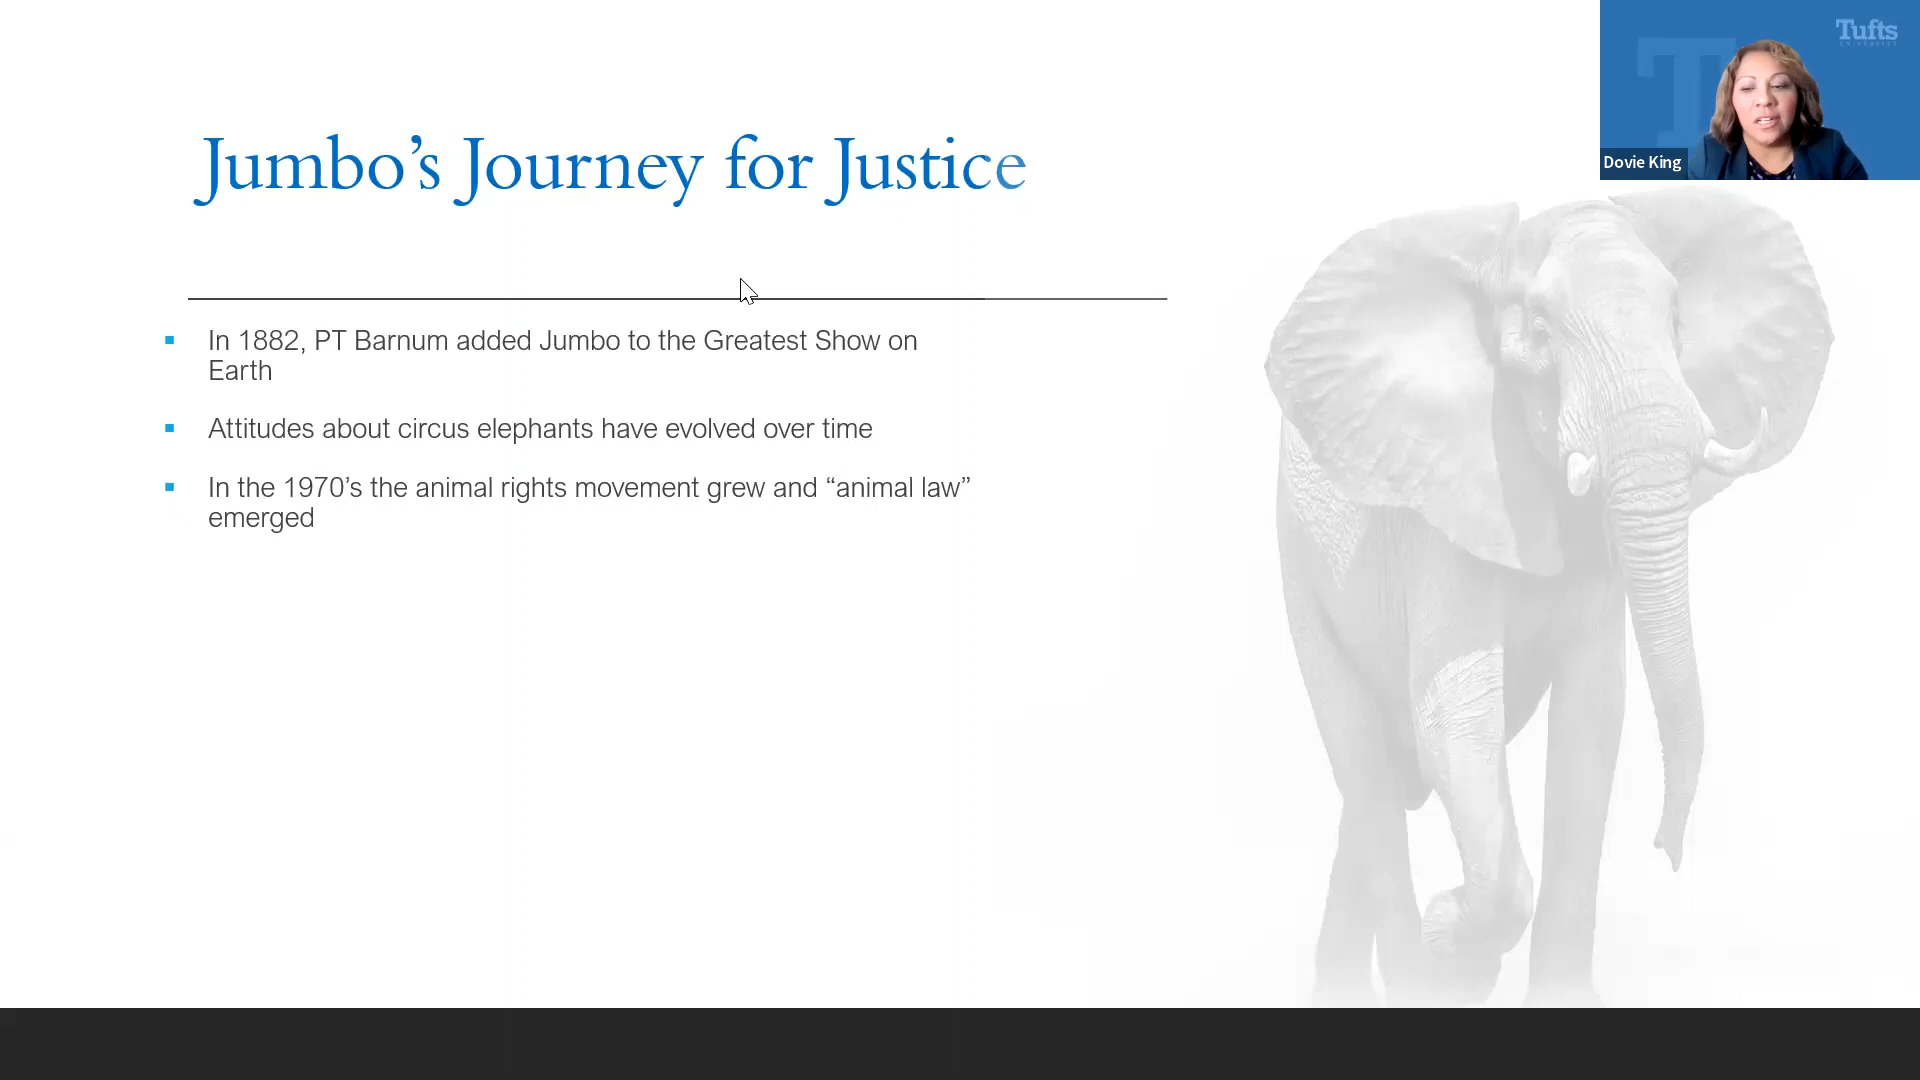 Tufts
UNIVERSITY
Dovie King
Jumbo’s Journey for Justice
▪ In 1882, PT Barnum added Jumbo to the Greatest Show on
Earth
▪ Attitudes about circus elephants have evolved over time
▪ In the 1970’s the animal rights movement grew and “animal law”
emerged